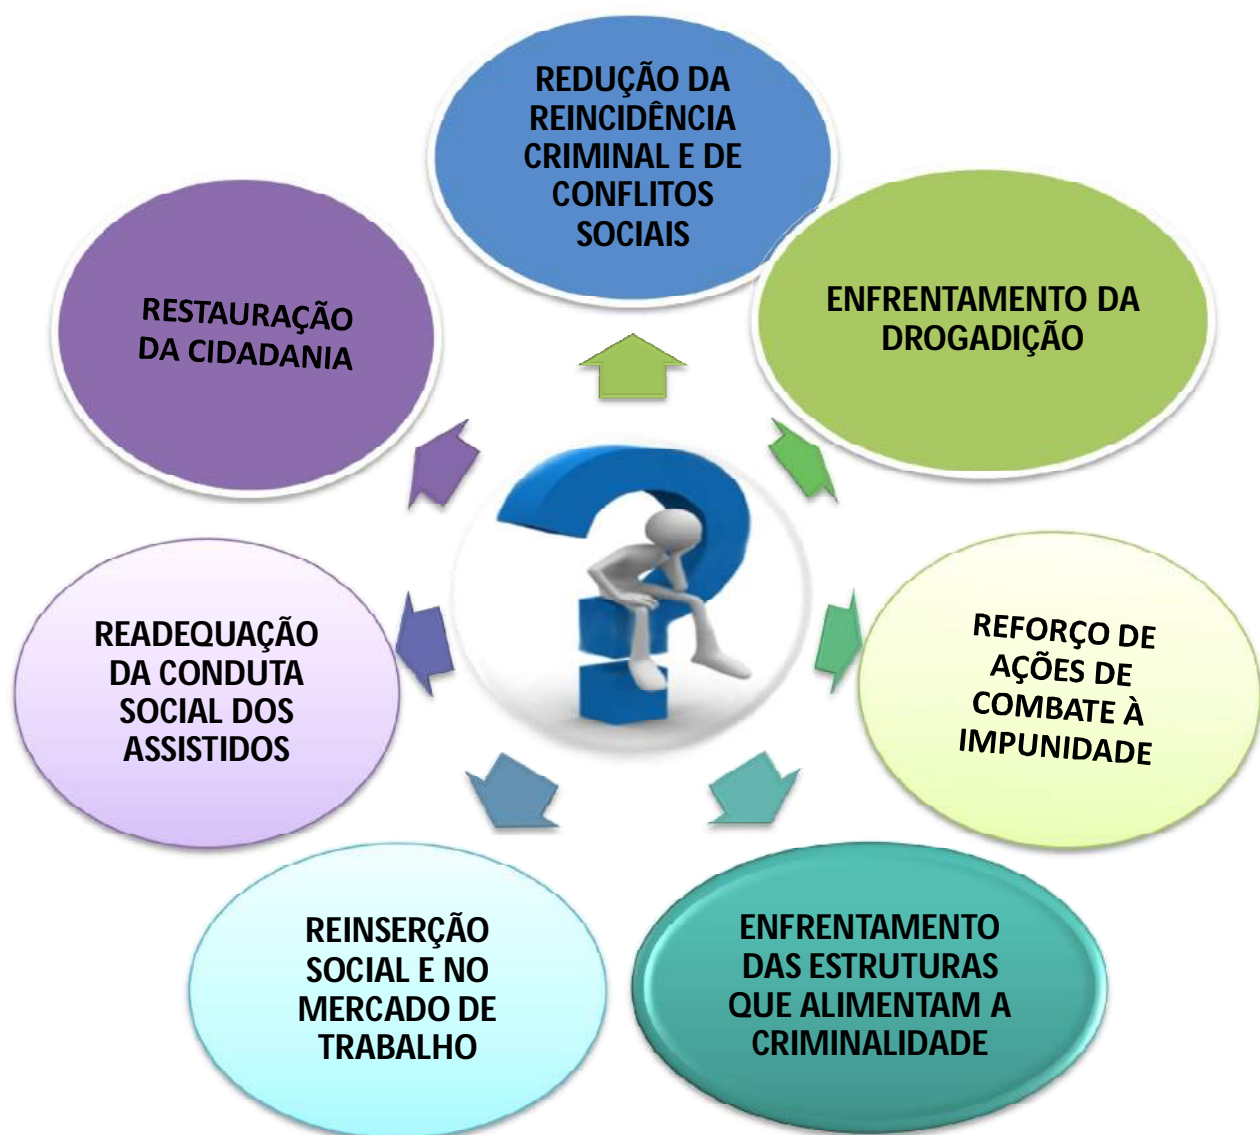 REDUÇÃO DA
REINCIDÊNCIA
CRIMINAL E DE
CONFLITOS
SOCIAIS
ENFRENTAMENTO DA
DROGADIÇÃO
REFORÇO DE
AÇÕES DE
COMBATE À
IMPUNIDADE
ENFRENTAMENTO
DAS ESTRUTURAS
QUE ALIMENTAM A
CRIMINALIDADE
REINSERÇÃO
SOCIAL E NO
MERCADO DE
TRABALHO
READEQUAÇÃO
DA CONDUTA
SOCIAL DOS
ASSISTIDOS
RESTAURAÇÃO
DA CIDADANIA